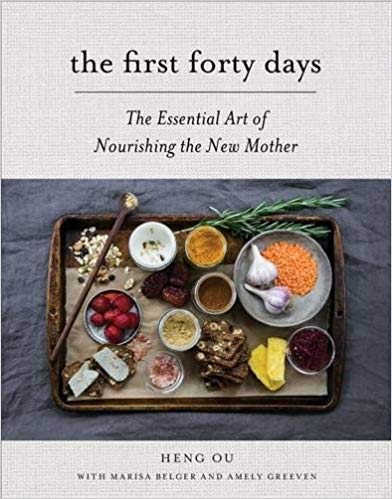 the first forty days
The Essential Art of
Nourishing the New Mother
HENG OU
WITH MARISA BELGER AND AMELY GREEVEN